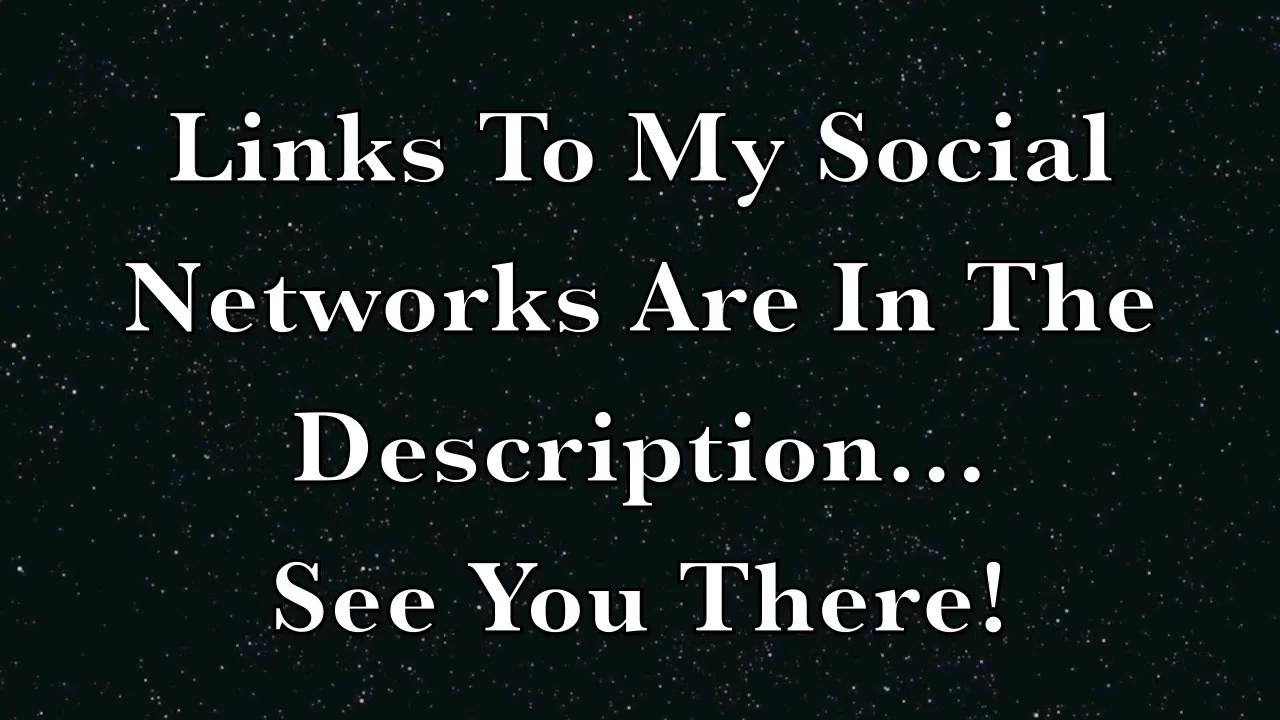 Links To My Social
Networks Are In The
Description...
See You There!